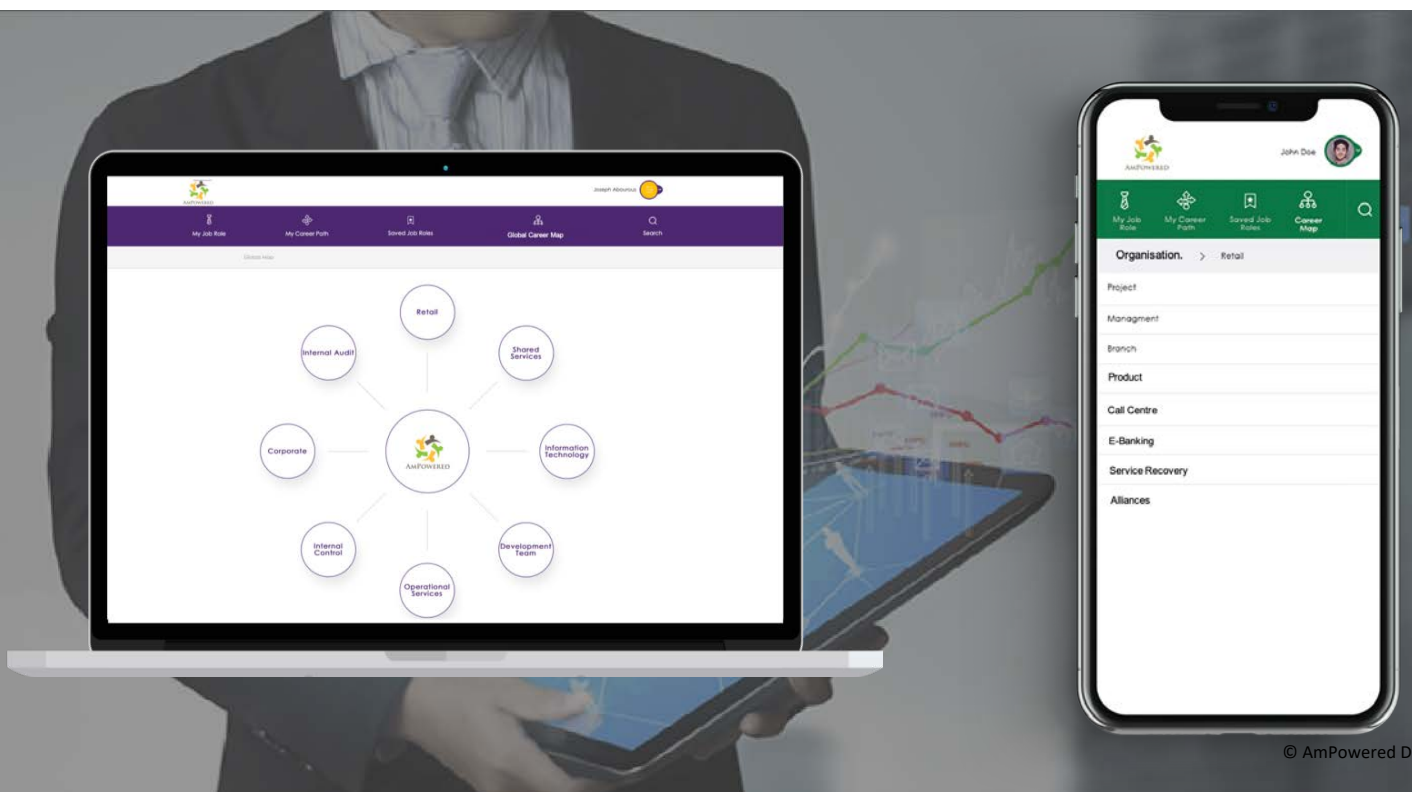 AMPOWERED
Joseph Abourous
My Job Role
My Career Path
Saved Job Roles
Global Career Map
Search
Global Map
Retail
Internal Audit
Shared
Services
Corporate
AMPOWERED
Information
Technology
Internal
Control
Development
Team
Operational
Services
AMPOWERED
John Doe
My Job
Role
My Career
Path
Saved Job
Roles
Career
Map
Organisation. > Retail
Project
Managment
Branch
Product
Call Centre
E-Banking
Service Recovery
Alliances
© AmPowered D